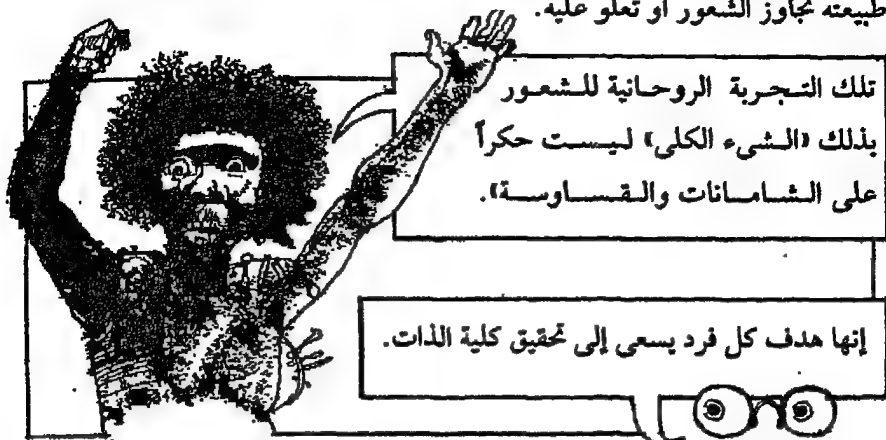 طبيعته تجاوز الشعور أو تعلو عليه.
تلك التجربة الروحانية للشعور
بذلك «الشيء الكلى» ليست حكراً
على الشامانات والقساوسة».
إنها هدف كل فرد يسعى إلى تحقيق كلية الذات.